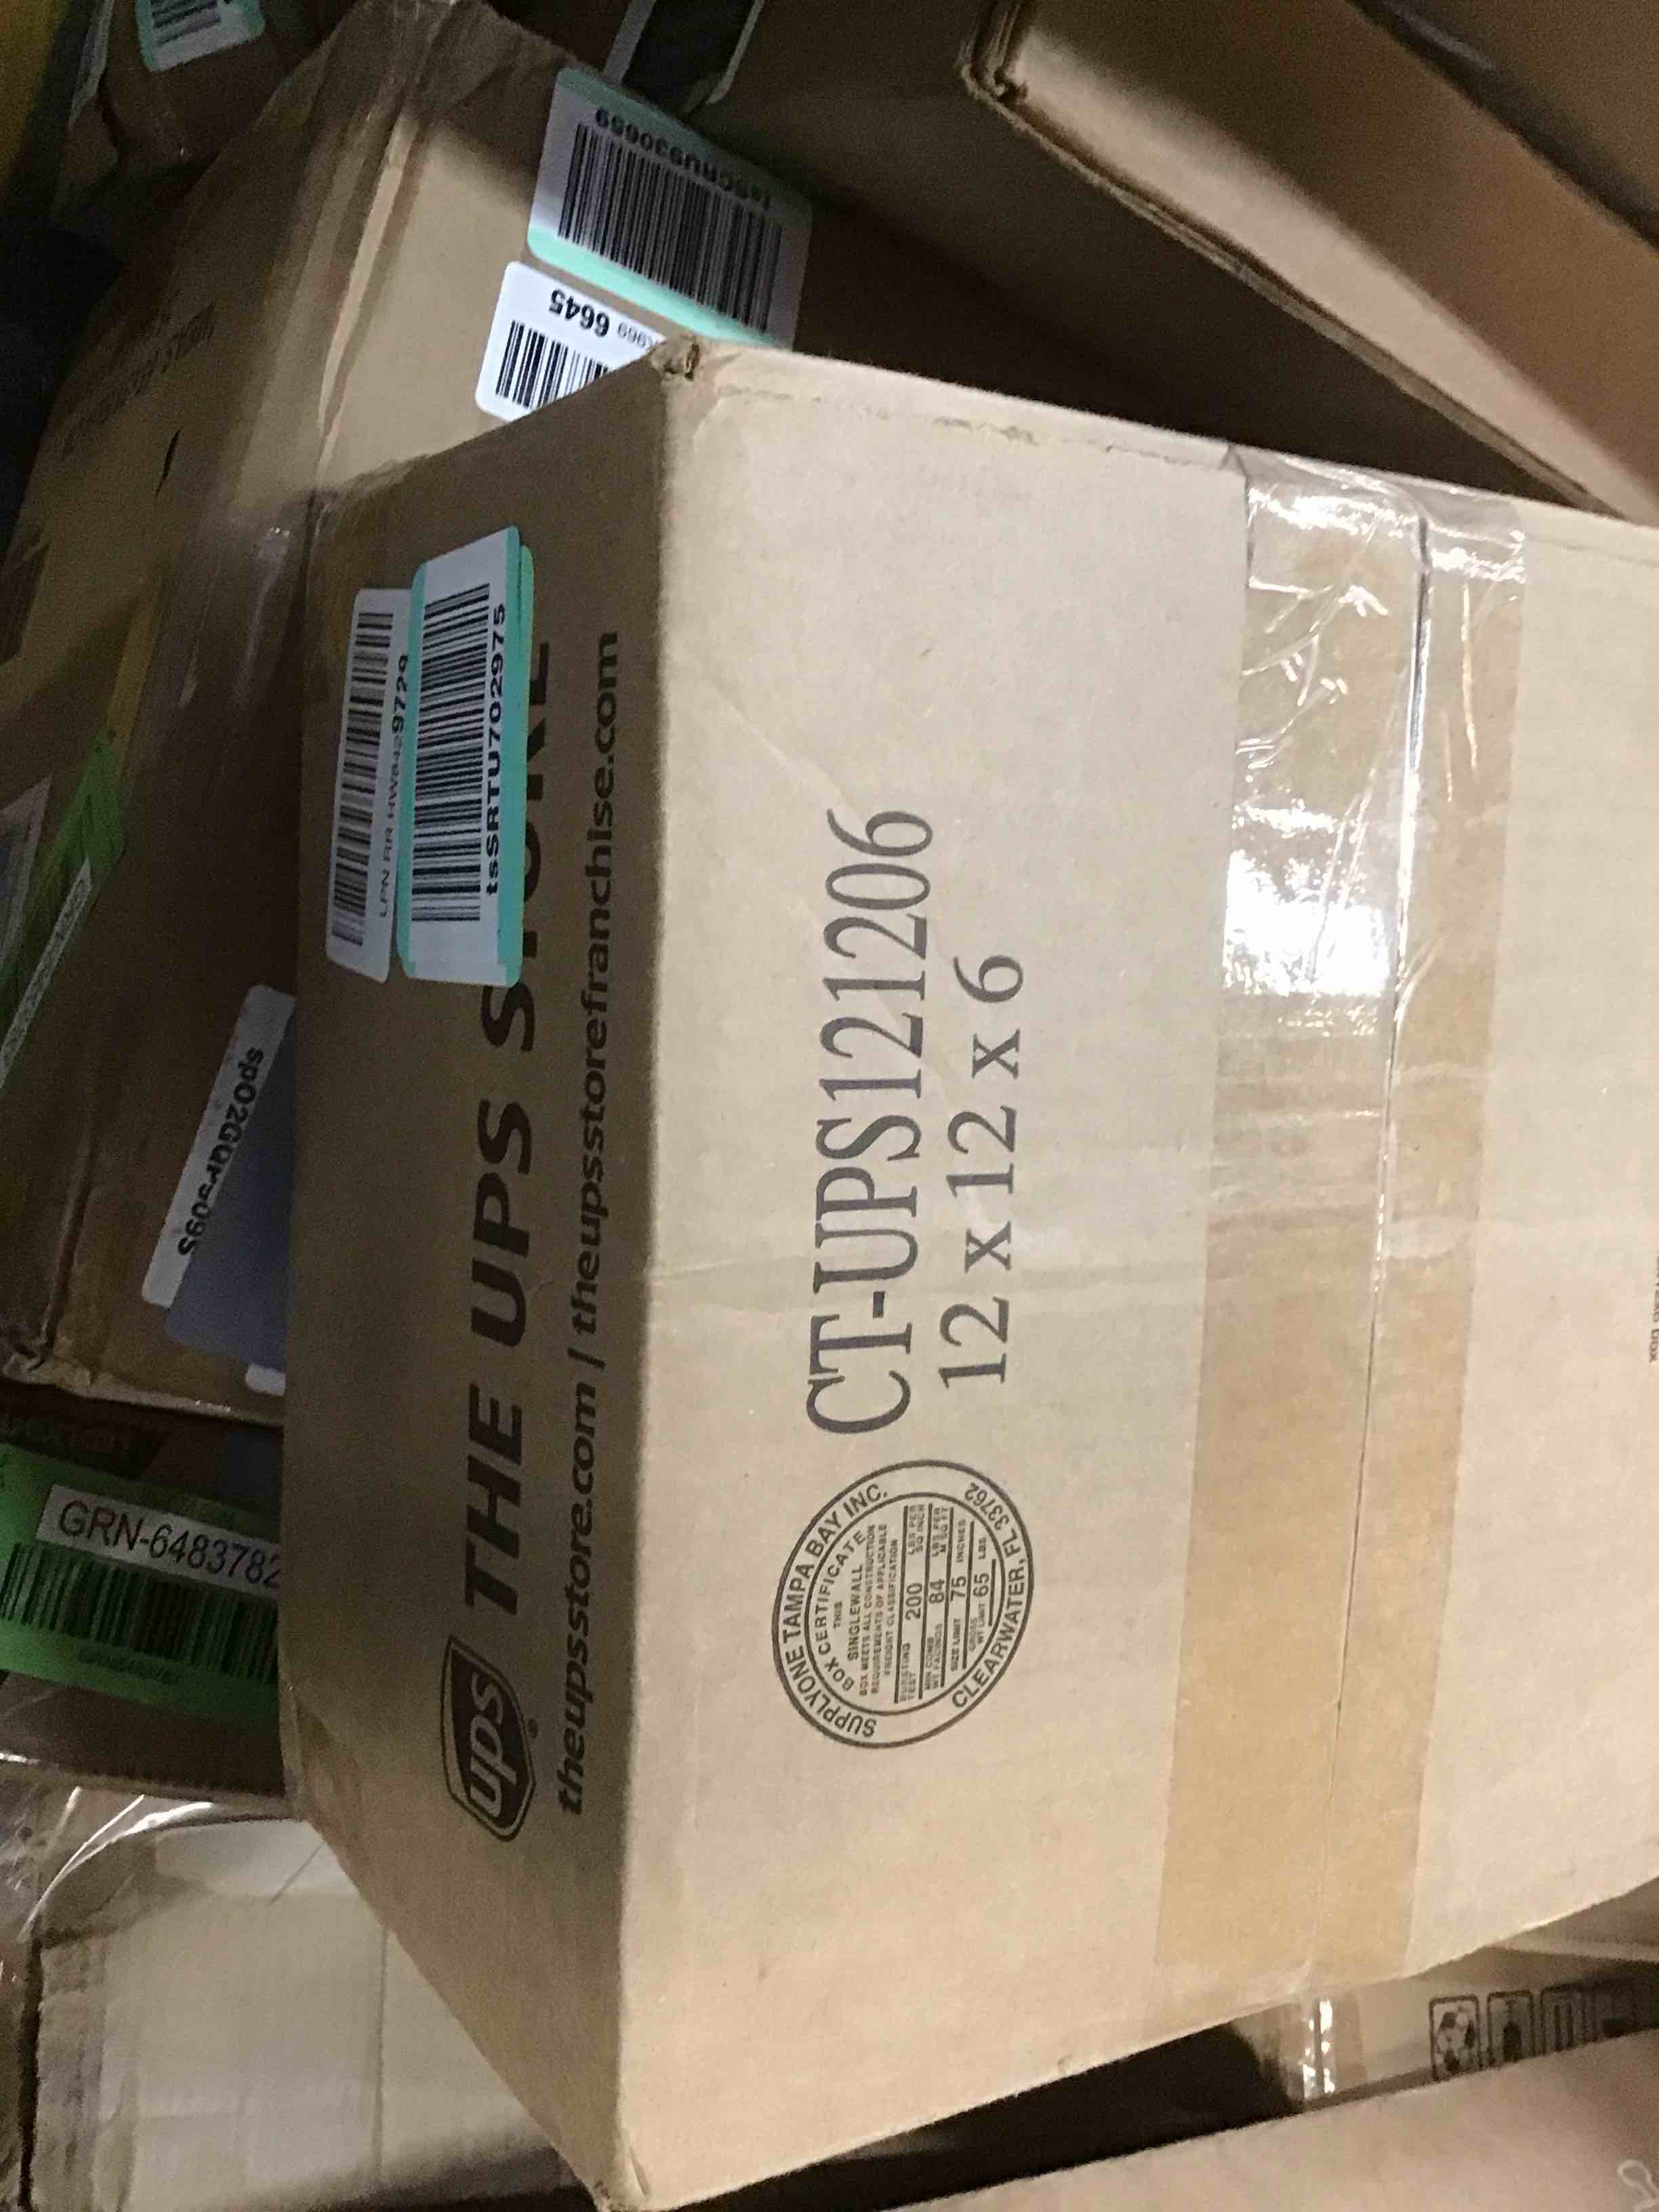 ups THE UPS STORE
theupsstore.com | theupsstorefranchise.com
tsSRTU702975
CT-UPS121206
12 x 12 x 6
SUPPLYONE TAMPA BAY INC.
BOX CERTIFICATE
THIS
SINGLEWALL
BOX MEETS ALL CONSTRUCTION
REQUIREMENTS OF APPLICABLE
FREIGHT CLASSIFICATION
BURSTING TEST 200 LBS PER SQ INCH
MIN COMB WT FACINGS 84 LBS PER M SQ FT
SIZE LIMIT 75 INCHES
GROSS WT LIMIT 65 LBS
CLEARWATER, FL 33762
6645
GRN-6483782